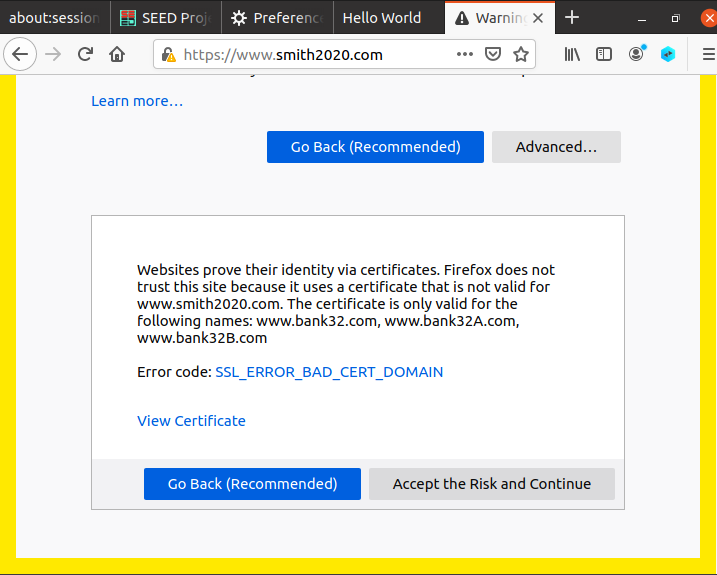 about:session SEED Proj Preference Hello World Warning
https://www.smith2020.com
Learn more…
Go Back (Recommended) Advanced…
Websites prove their identity via certificates. Firefox does not
trust this site because it uses a certificate that is not valid for
www.smith2020.com. The certificate is only valid for the
following names: www.bank32.com, www.bank32A.com,
www.bank32B.com
Error code: SSL_ERROR_BAD_CERT_DOMAIN
View Certificate
Go Back (Recommended) Accept the Risk and Continue